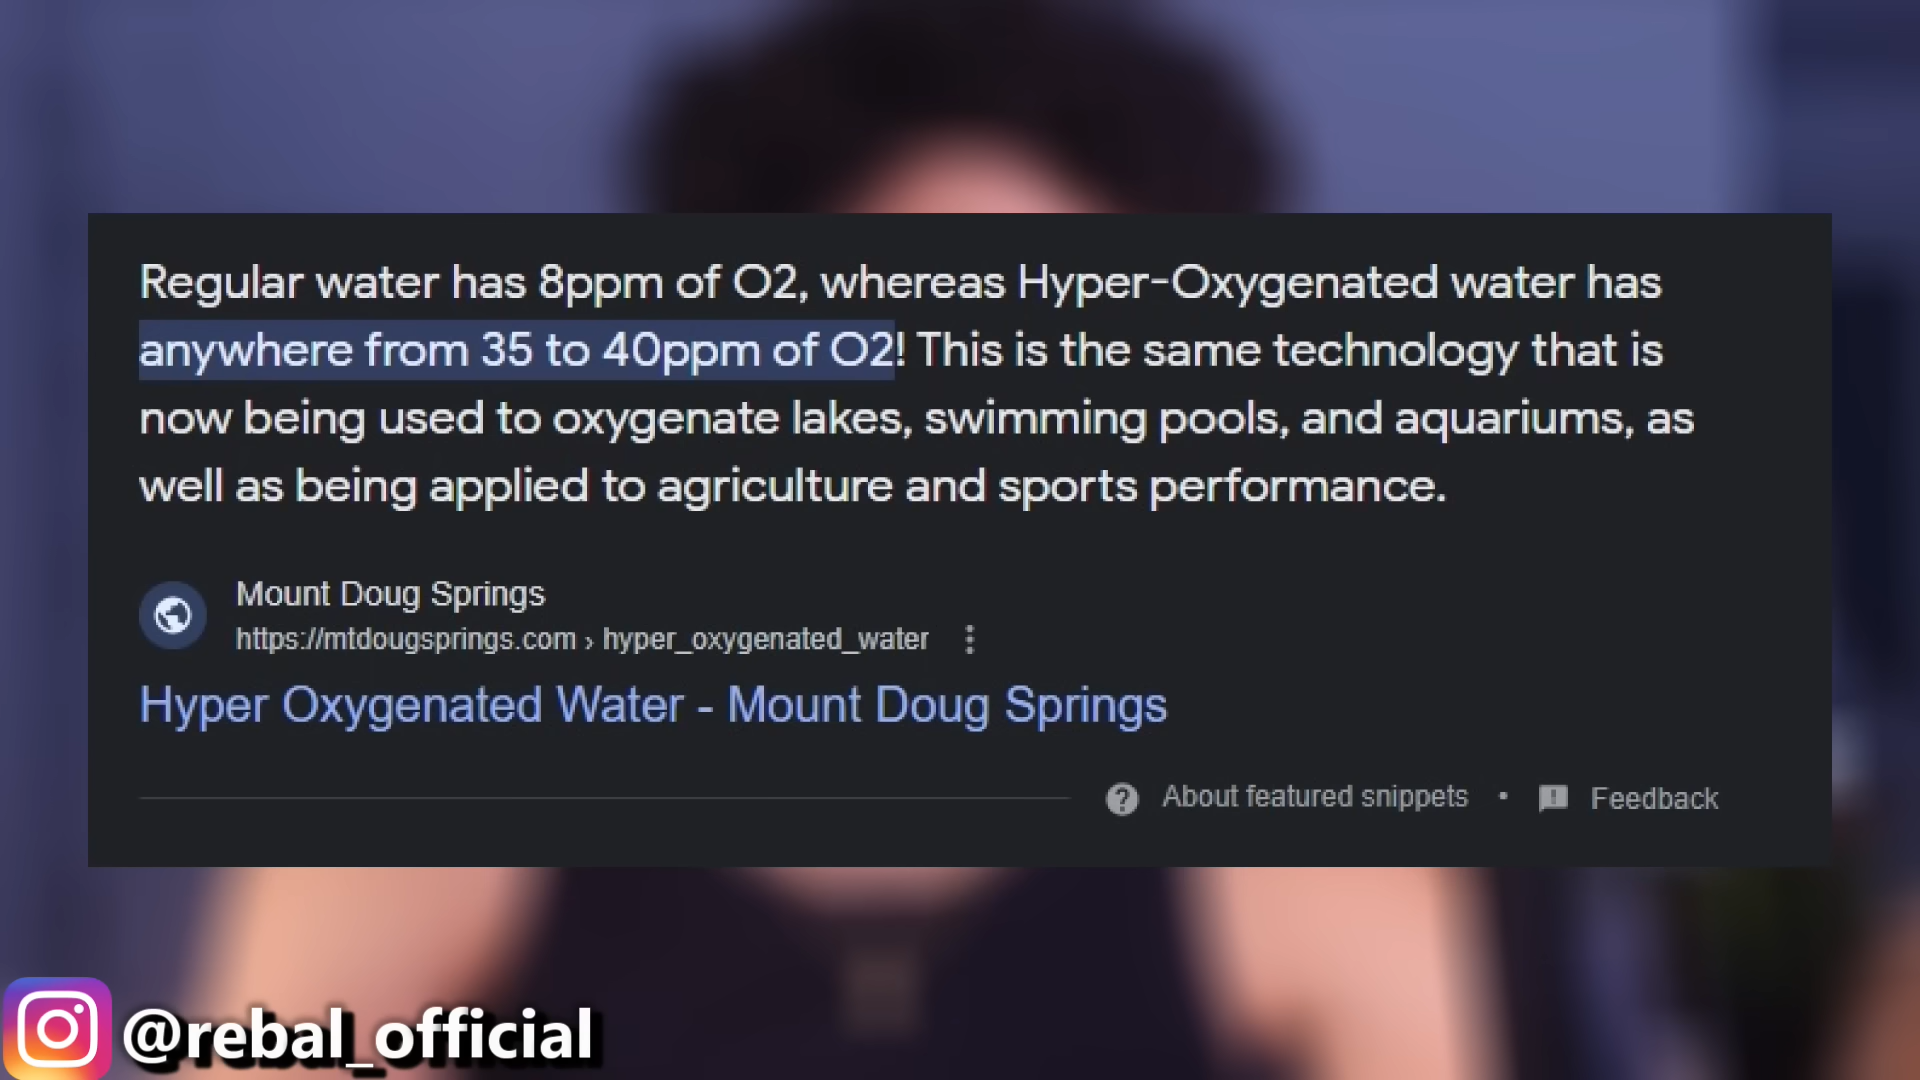 Regular water has 8ppm of O2, whereas Hyper-Oxygenated water has
anywhere from 35 to 40ppm of O2! This is the same technology that is
now being used to oxygenate lakes, swimming pools, and aquariums, as
well as being applied to agriculture and sports performance.
Mount Doug Springs
https://mtdougsprings.com › hyper_oxygenated_water
Hyper Oxygenated Water - Mount Doug Springs
About featured snippets • Feedback
@rebal_official